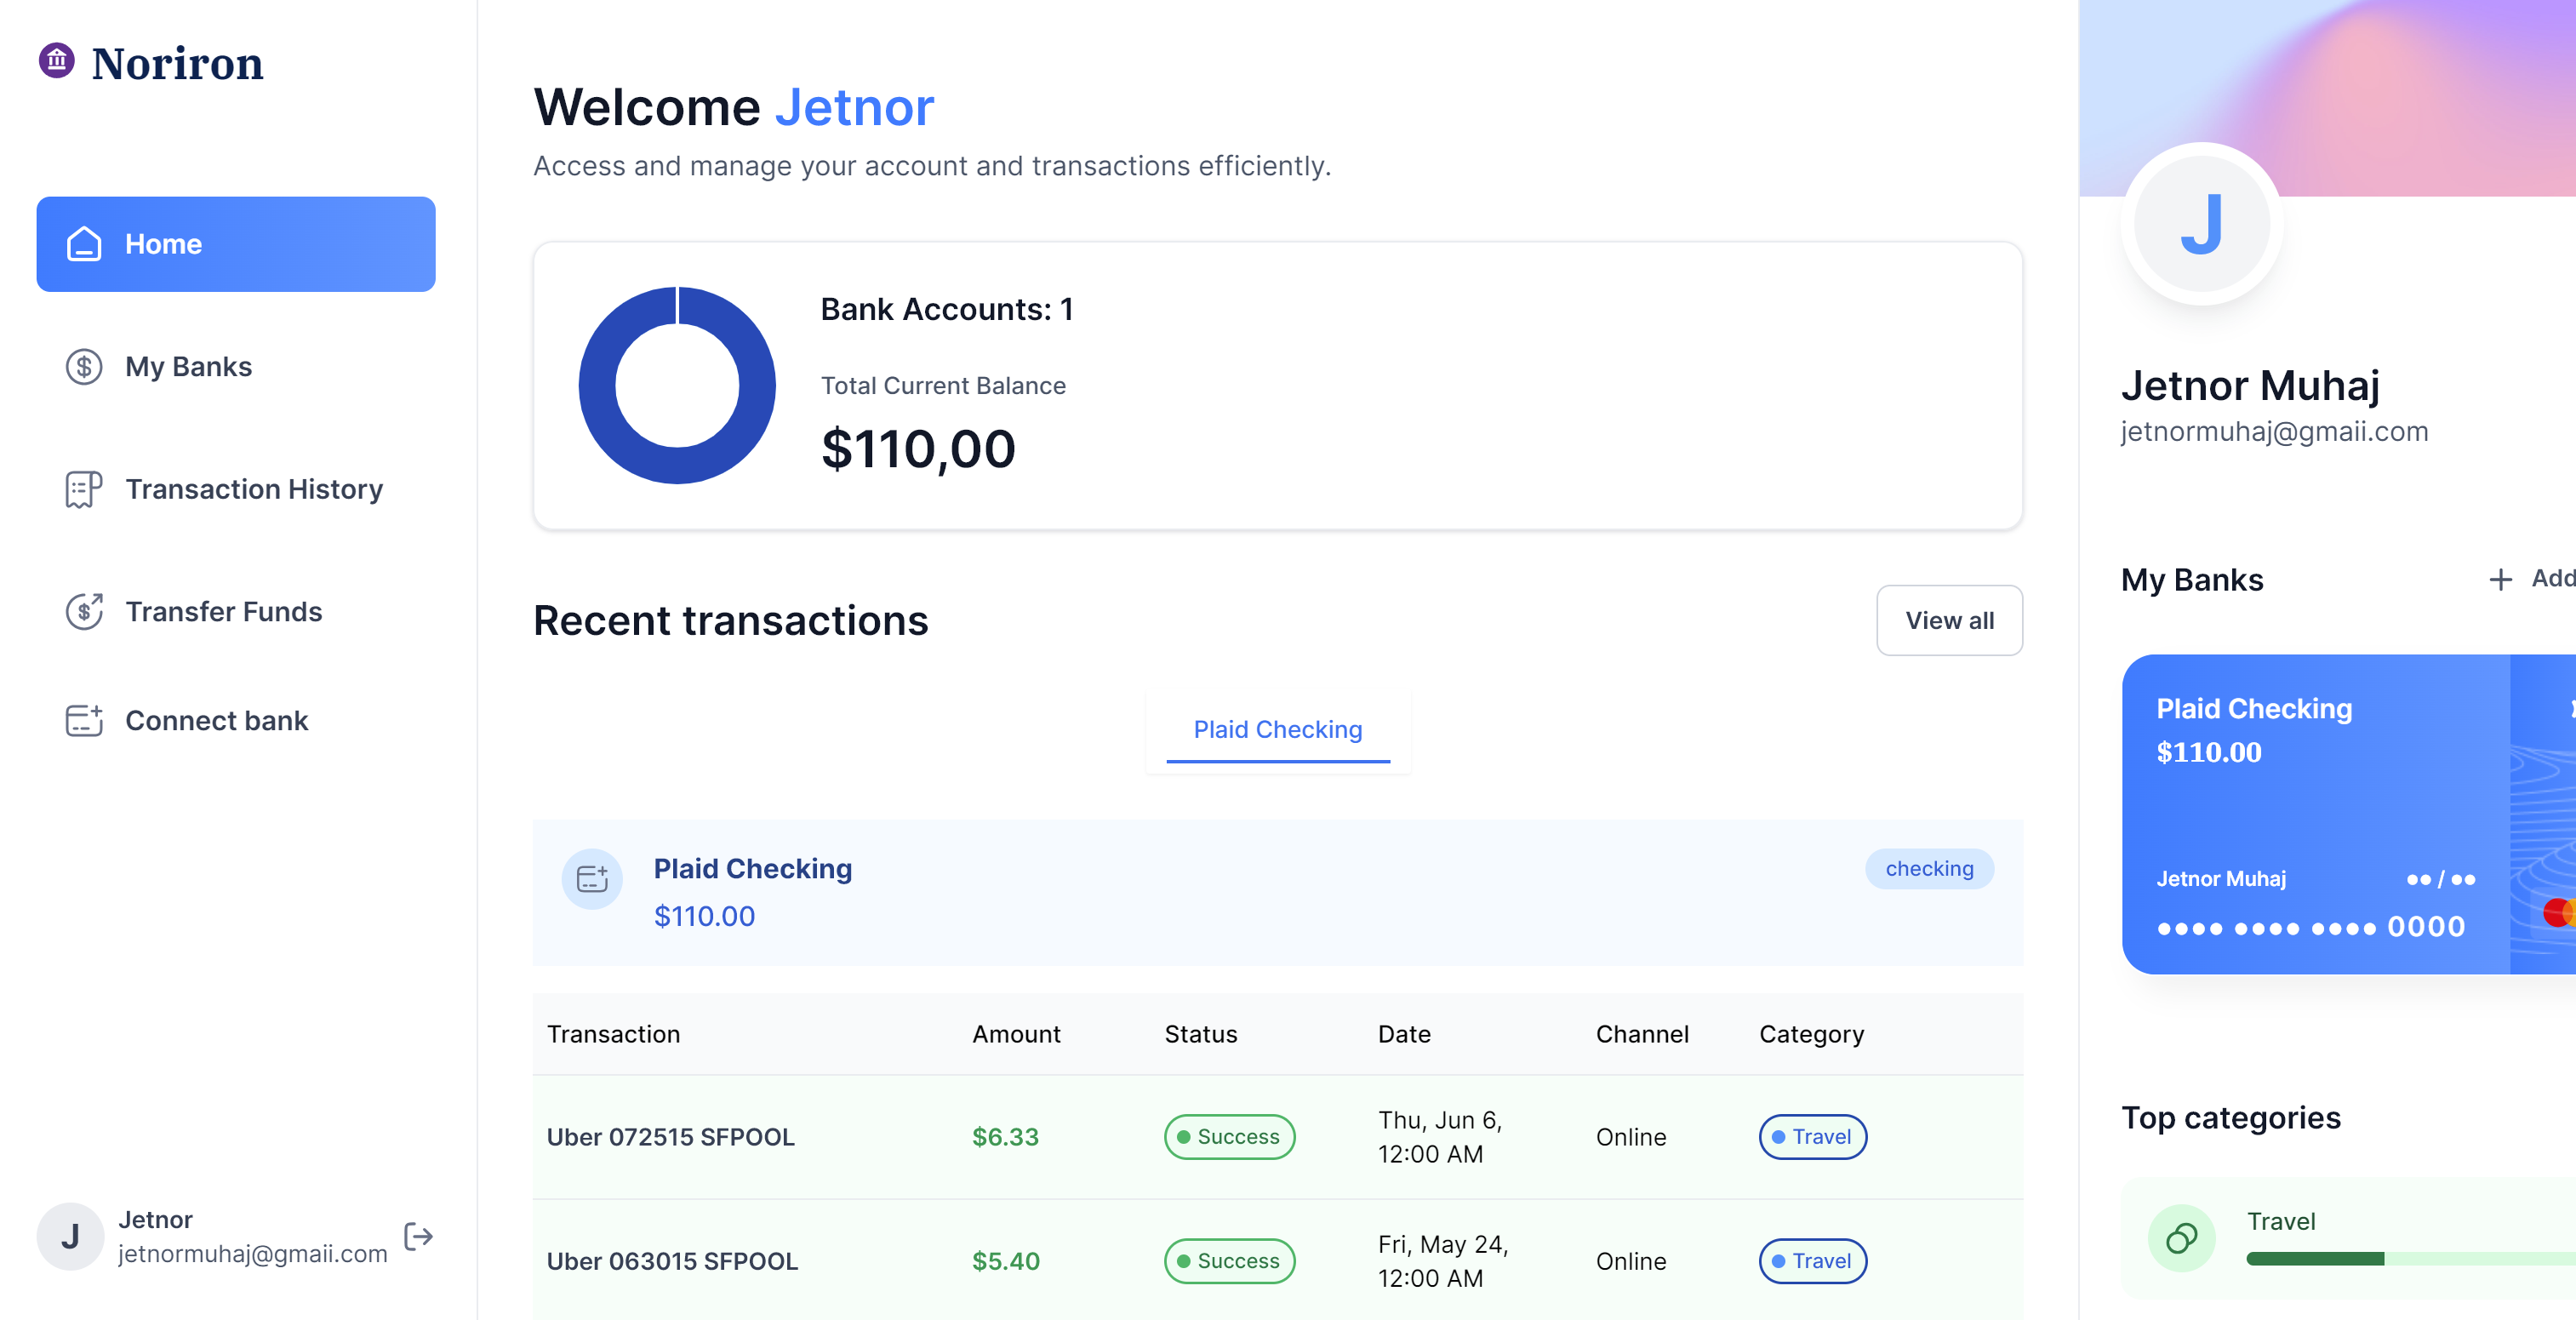 Noriron
Home
My Banks
Transaction History
Transfer Funds
Connect bank
J
Jetnor
jetnormuhaj@gmaii.com
Welcome Jetnor
Access and manage your account and transactions efficiently.
Bank Accounts: 1
Total Current Balance
$110,00
Recent transactions
View all
Plaid Checking
Plaid Checking
checking
$110.00
Transaction Amount Status Date Channel Category
Uber 072515 SFPOOL $6.33 Success Thu, Jun 6, 12:00 AM Online Travel
Uber 063015 SFPOOL $5.40 Success Fri, May 24, 12:00 AM Online Travel
J
Jetnor Muhaj
jetnormuhaj@gmaii.com
My Banks + Add
Plaid Checking
$110.00
Jetnor Muhaj ●● / ●●
●●●● ●●●● ●●●● 0000
Top categories
Travel